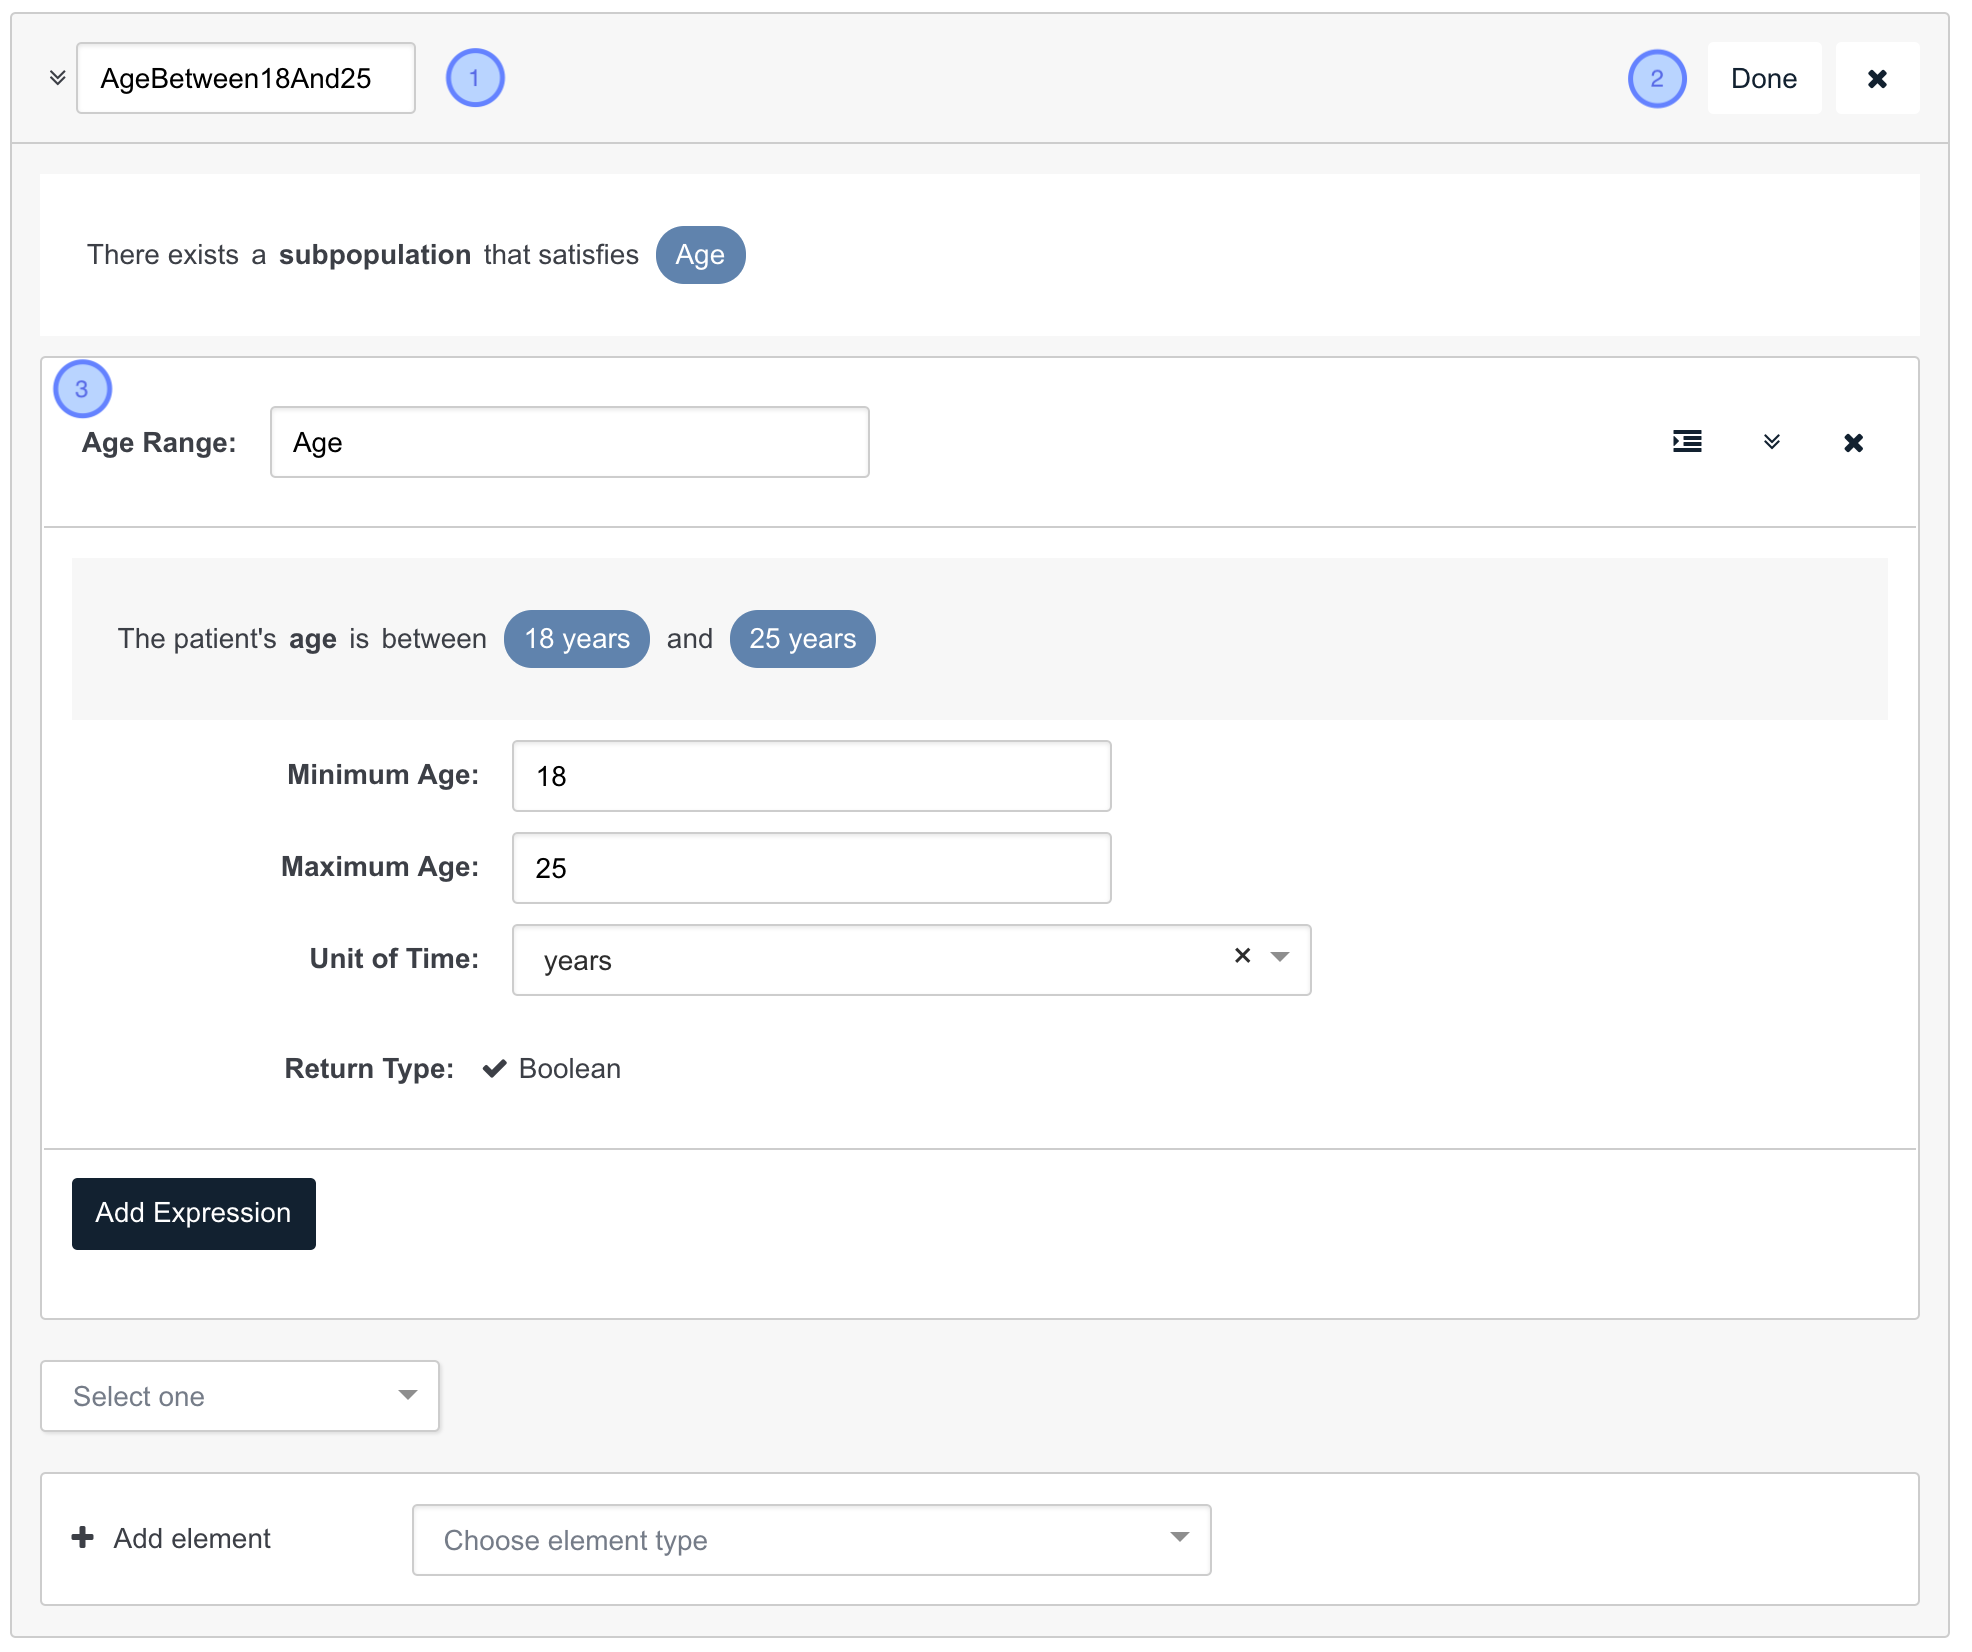 AgeBetween18And25 1 2 Done
There exists a subpopulation that satisfies Age
3
Age Range: Age
The patient's age is between 18 years and 25 years
Minimum Age: 18
Maximum Age: 25
Unit of Time: years
Return Type: Boolean
Add Expression
Select one
Add element Choose element type